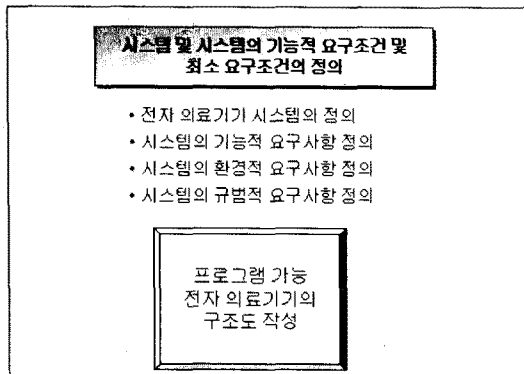 시스템 및 시스템의 기능적 요구조건 및
최소 요구조건의 정의
• 전자 의료기기 시스템의 정의
• 시스템의 기능적 요구사항 정의
• 시스템의 환경적 요구사항 정의
• 시스템의 규범적 요구사항 정의
프로그램 가능
전자 의료기기의
구조도 작성